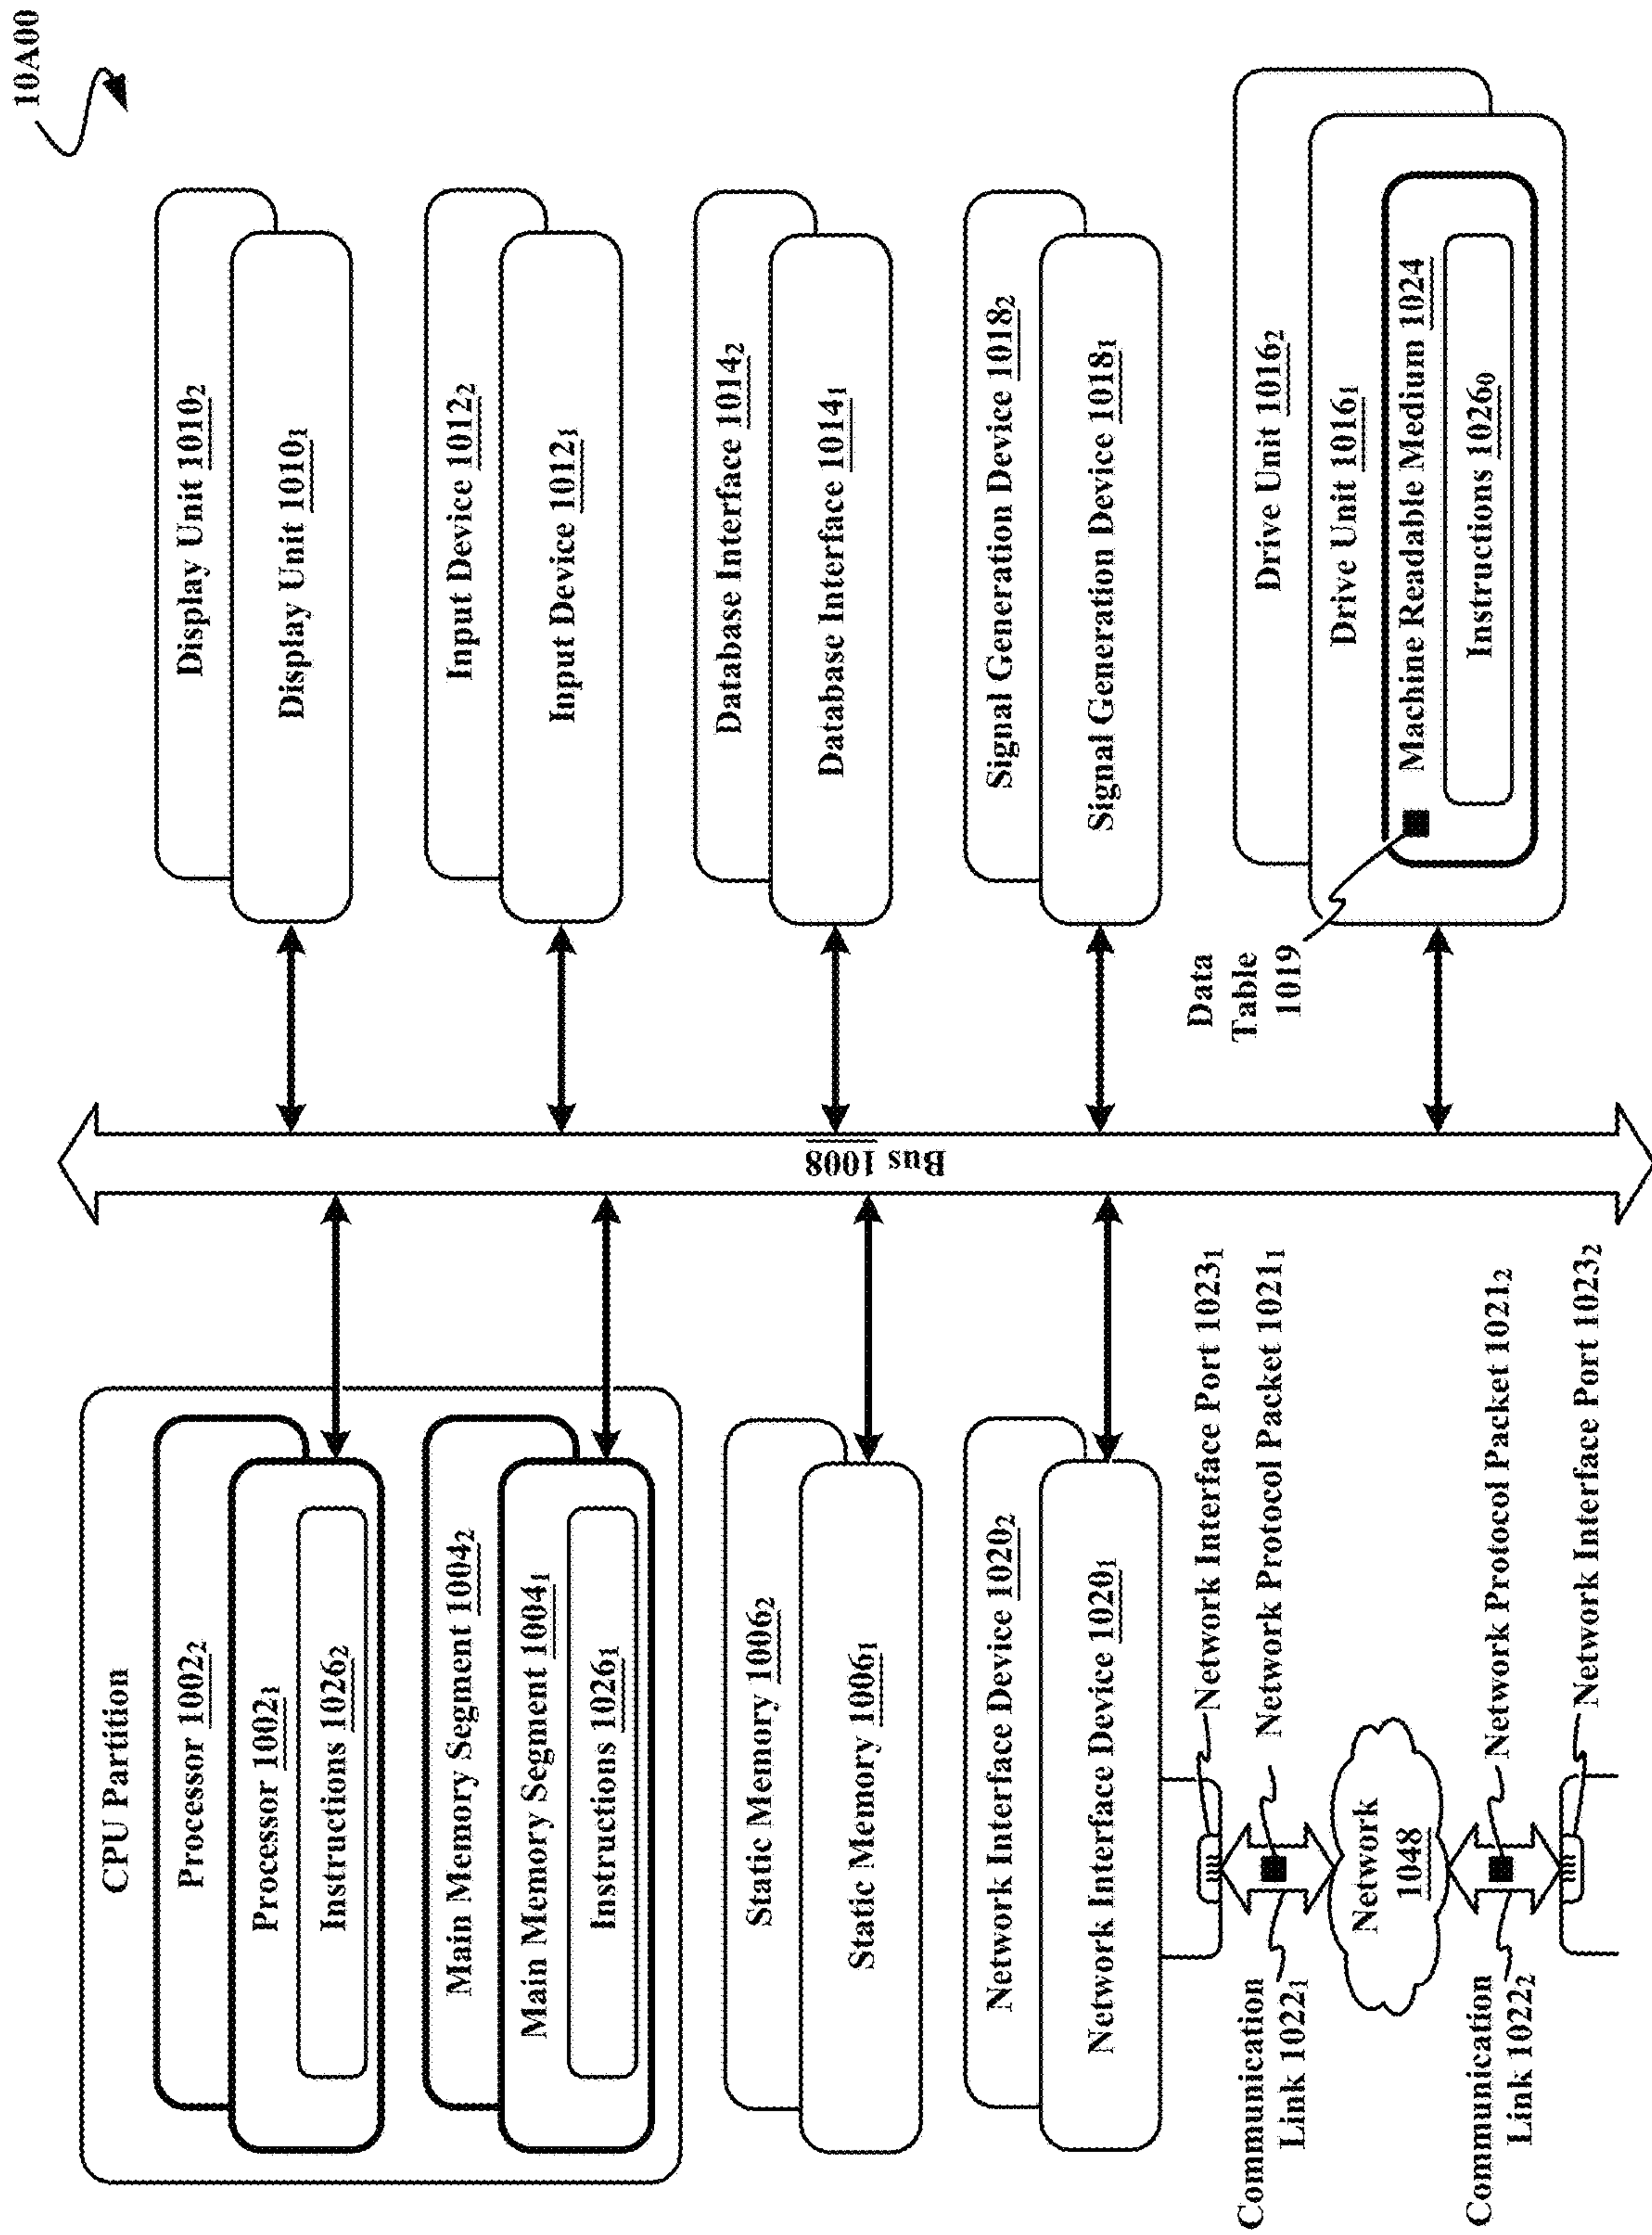 10A00
CPU Partition
Processor 1002₂
Processor 1002₁
Instructions 1026₂
Main Memory Segment 1004₂
Main Memory Segment 1004₁
Instructions 1026₁
Static Memory 1006₂
Static Memory 1006₁
Network Interface Device 1020₂
Network Interface Device 1020₁
Network Interface Port 1023₁
Network Protocol Packet 1021₁
Communication
Link 1022₁
Network
1048
Network Protocol Packet 1021₂
Communication
Link 1022₂
Network Interface Port 1023₂
Bus 1008
Display Unit 1010₂
Display Unit 1010₁
Input Device 1012₂
Input Device 1012₁
Database Interface 1014₂
Database Interface 1014₁
Signal Generation Device 1018₂
Signal Generation Device 1018₁
Data
Table
1019
Drive Unit 1016₂
Drive Unit 1016₁
Machine Readable Medium 1024
Instructions 1026₀